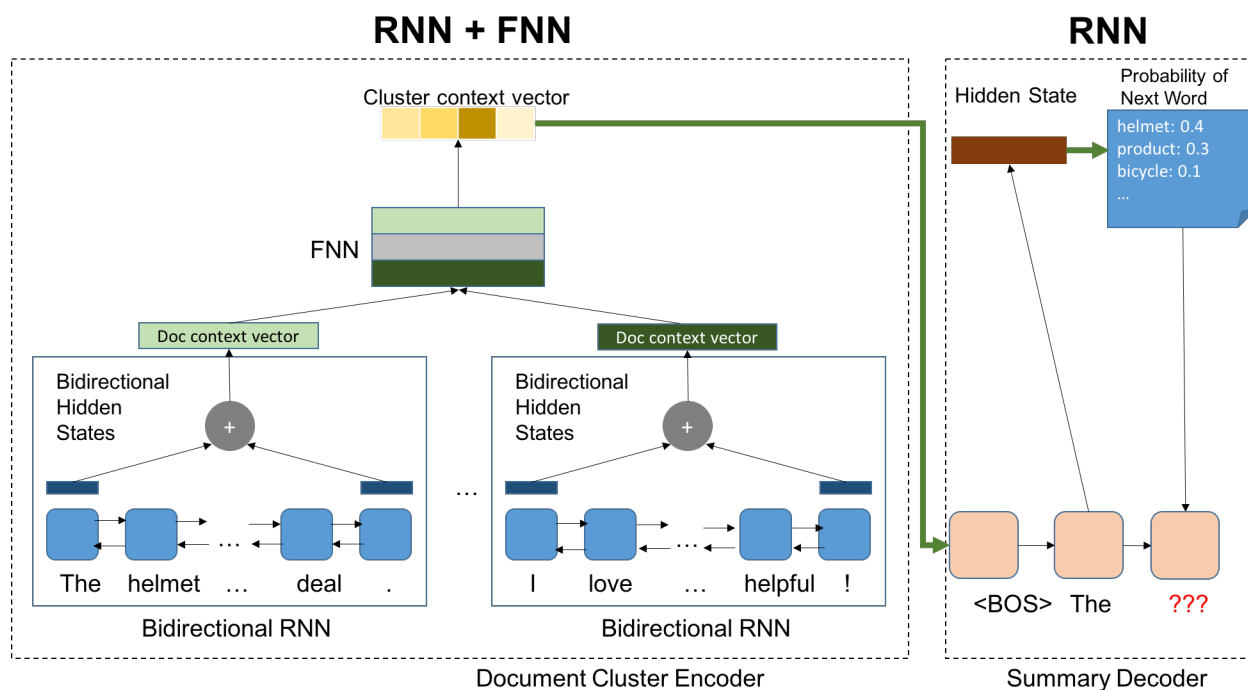 RNN + FNN
Cluster context vector
FNN
Doc context vector
Doc context vector
Bidirectional
Hidden
States
+
Bidirectional
Hidden
States
+
...
The helmet ... deal .
...
I love ... helpful !
...
Bidirectional RNN
Bidirectional RNN
Document Cluster Encoder
RNN
Hidden State
Probability of
Next Word
helmet: 0.4
product: 0.3
bicycle: 0.1
...
<BOS> The ???
Summary Decoder